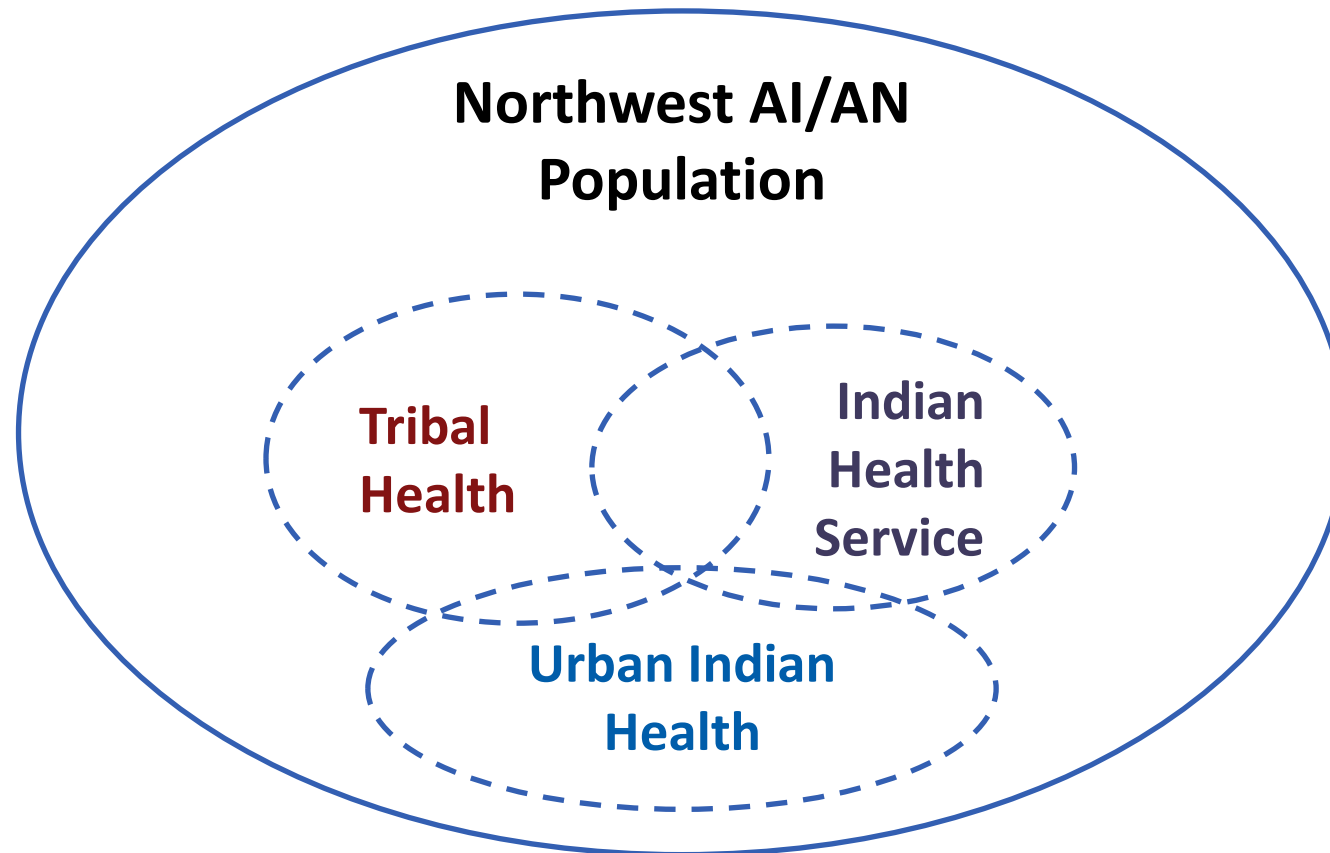 Northwest AI/AN
Population
Tribal
Health
Indian
Health
Service
Urban Indian
Health